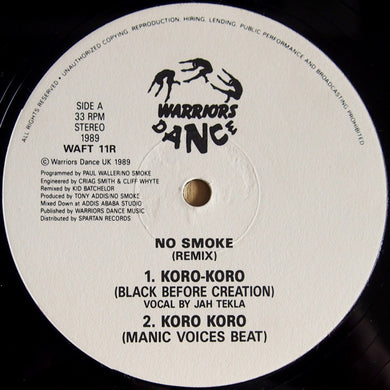 ALL RIGHTS RESERVED • UNAUTHORIZED COPYING, REPRODUCTION, HIRING, LENDING, PUBLIC PERFORMANCE AND BROADCASTING PROHIBITED
WARRIORS
DANCE
SIDE A
33 RPM
STEREO
1989
WAFT 11R
© Warriors Dance UK 1989
Programmed by PAUL WALLER/NO SMOKE
Engineered by CRIAG SMITH & CLIFF WHYTE
Remixed by KID BATCHELOR
Produced by TONY ADDIS/NO SMOKE
Mixed Down at ADDIS ABABA STUDIO
Published by WARRIORS DANCE MUSIC
Distributed by SPARTAN RECORDS
NO SMOKE
(REMIX)
1. KORO-KORO
(BLACK BEFORE CREATION)
VOCAL BY JAH TEKLA
2. KORO KORO
(MANIC VOICES BEAT)